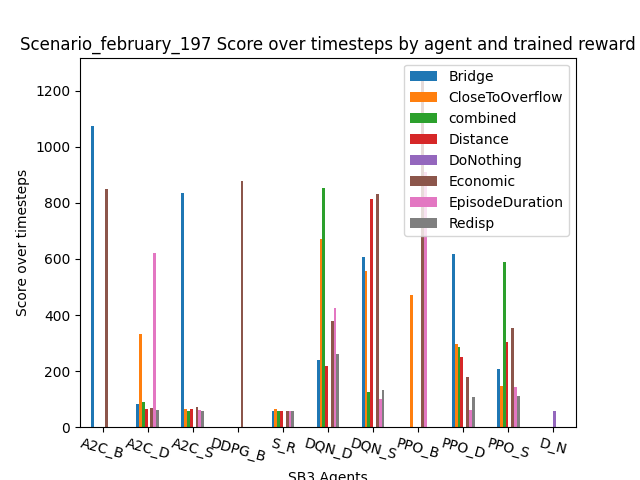 Scenario_february_197 Score over timesteps by agent and trained reward
Score over timesteps
1200
1000
800
600
400
200
0
Bridge
CloseToOverflow
combined
Distance
DoNothing
Economic
EpisodeDuration
Redisp
A2C_B A2C_D A2C_S DDPG_B S_R DQN_D DQN_S PPO_B PPO_D PPO_S D_N
SB3 Agents